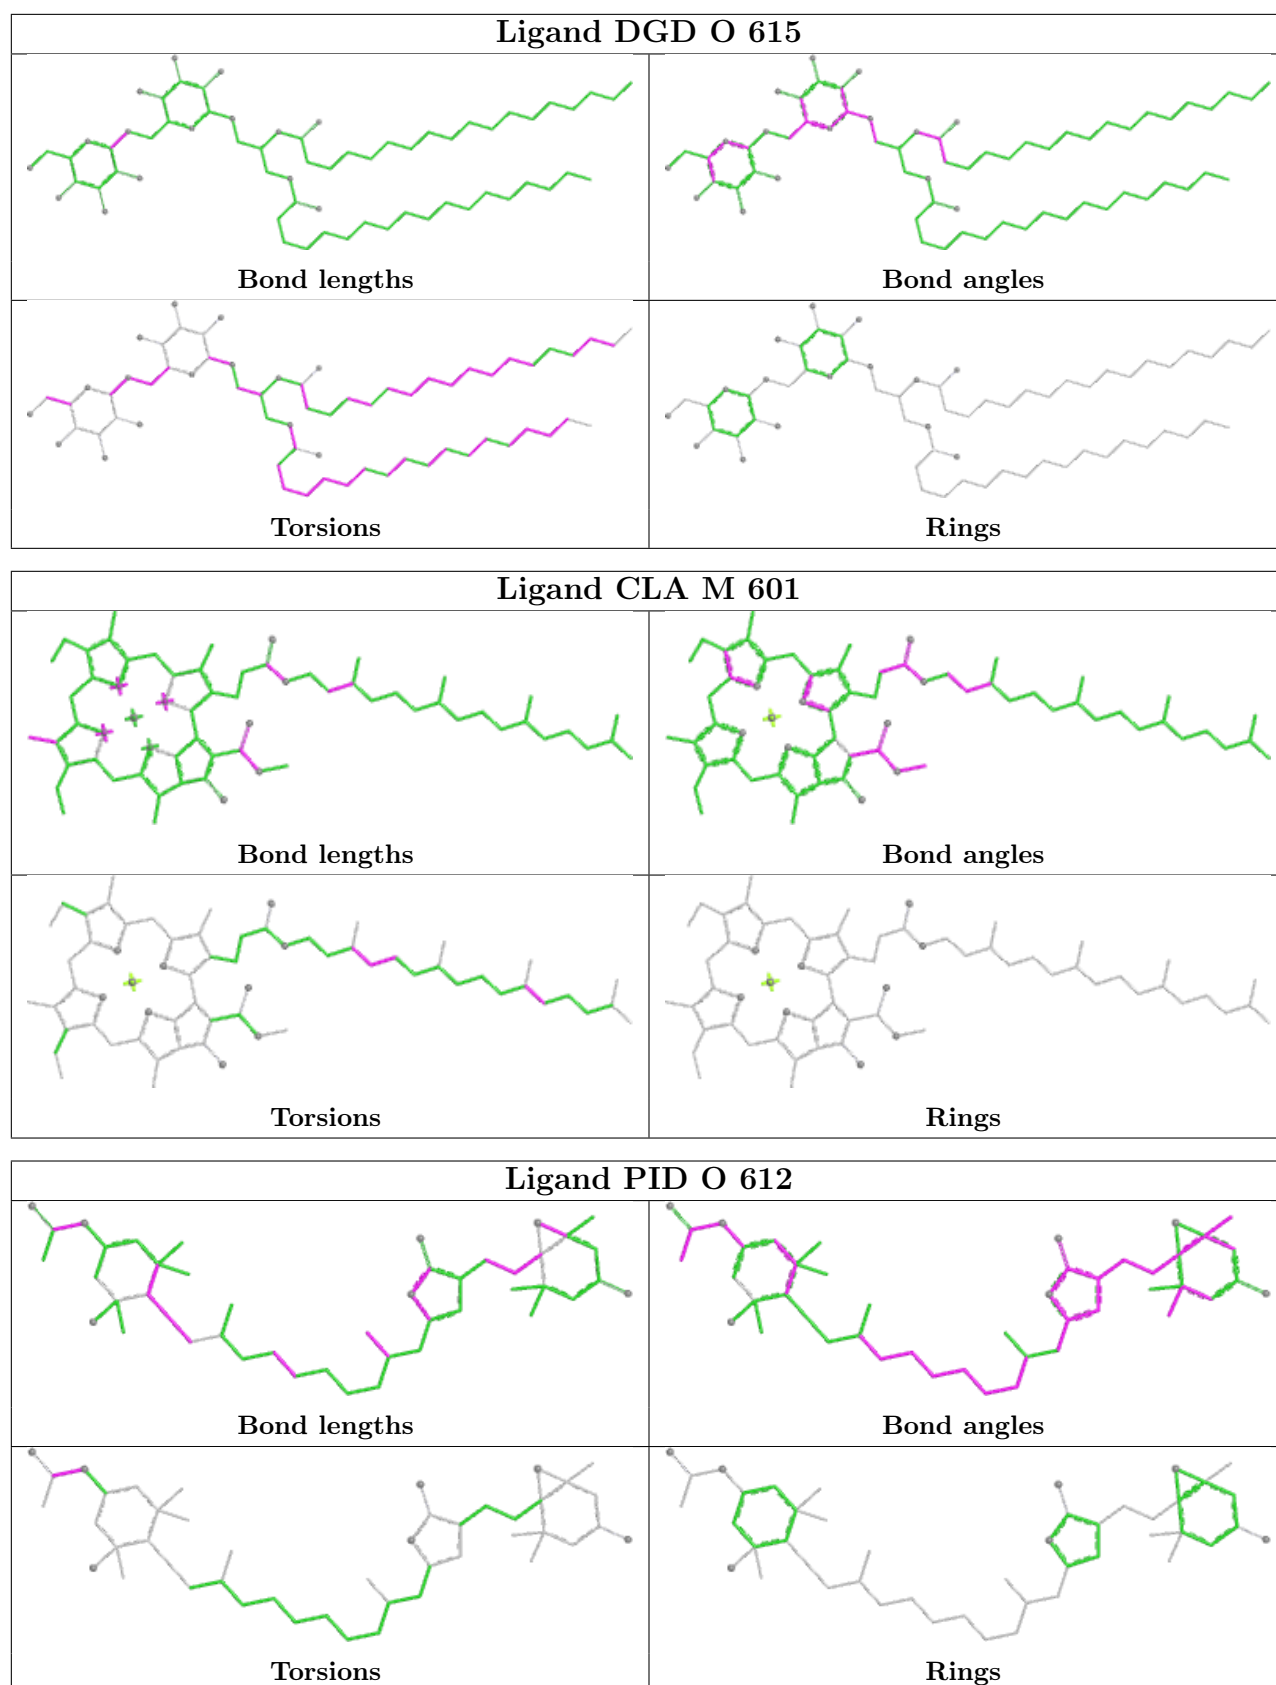 Ligand DGD O 615
Bond lengths
Bond angles
Torsions
Rings
Ligand CLA M 601
Bond lengths
Bond angles
Torsions
Rings
Ligand PID O 612
Bond lengths
Bond angles
Torsions
Rings